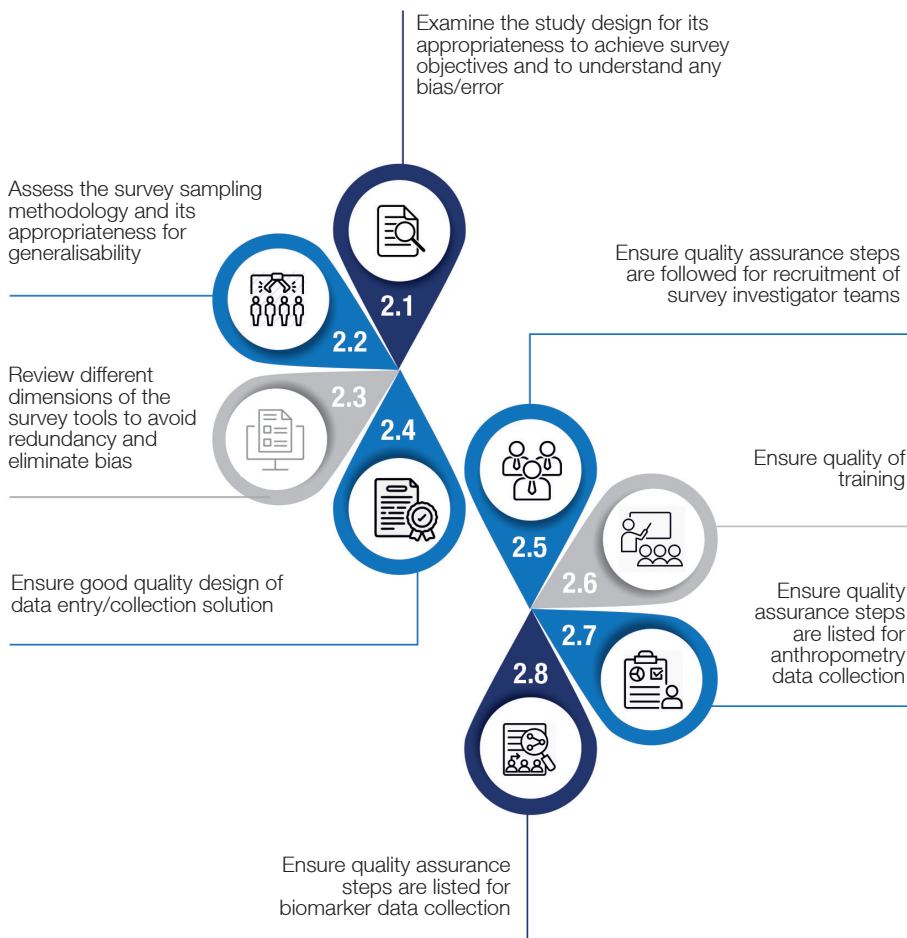 Examine the study design for its
appropriateness to achieve survey
objectives and to understand any
bias/error
2.1
Assess the survey sampling
methodology and its
appropriateness for
generalisability
2.2
Review different
dimensions of the
survey tools to avoid
redundancy and
eliminate bias
2.3
Ensure good quality design of
data entry/collection solution
2.4
Ensure quality assurance steps
are followed for recruitment of
survey investigator teams
2.5
Ensure quality of
training
2.6
Ensure quality
assurance steps
are listed for
anthropometry
data collection
2.7
Ensure quality assurance
steps are listed for
biomarker data collection
2.8